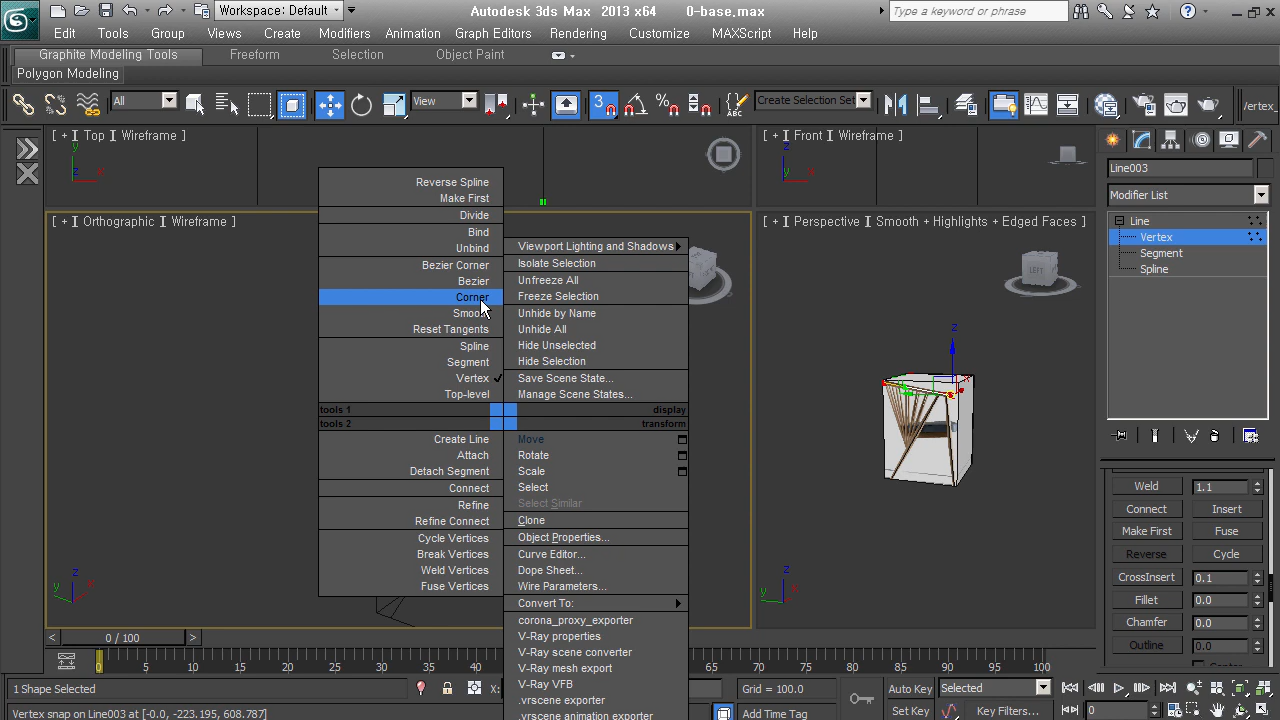 Workspace: Default
Autodesk 3ds Max 2013 x64 0-base.max
Type a keyword or phrase
Edit Tools Group Views Create Modifiers Animation Graph Editors Rendering Customize MAXScript Help
Graphite Modeling Tools Freeform Selection Object Paint
Polygon Modeling
All View 3 ABC Create Selection Set /ertex_
[ + ] Top ] Wireframe ]
[ + ] Front ] Wireframe ]
Line003
Modifier List
Line
Vertex
Segment
Spline
[ + ] Orthographic ] Wireframe ]
[ + ] Perspective ] Smooth + Highlights + Edged Faces ]
LEFT
Reverse Spline
Make First
Divide
Bind
Unbind
Bezier Corner
Bezier
Corner
Smooth
Reset Tangents
Spline
Segment
Vertex
Top-level
Viewport Lighting and Shadows
Isolate Selection
Unfreeze All
Freeze Selection
Unhide by Name
Unhide All
Hide Unselected
Hide Selection
Save Scene State...
Manage Scene States...
tools 1 display
tools 2 transform
Create Line
Attach
Detach Segment
Connect
Refine
Refine Connect
Cycle Vertices
Break Vertices
Weld Vertices
Fuse Vertices
Move
Rotate
Scale
Select
Select Similar
Clone
Object Properties...
Curve Editor...
Dope Sheet...
Wire Parameters...
Convert To:
corona_proxy_exporter
V-Ray properties
V-Ray scene converter
V-Ray mesh export
V-Ray VFB
.vrscene exporter
.vrscene animation exporter
Weld 1.1
Connect Insert
Make First Fuse
Reverse Cycle
CrossInsert 0.1
Fillet 0.0
Chamfer 0.0
Outline 0.0
Center
0 / 100
0 5 10 15 20 25 30 35 40 65 70 75 80 85 90 95 100
1 Shape Selected X: Grid = 100.0 Auto Key Selected
Vertex snap on Line003 at [-0.0, -223.195, 608.787] Add Time Tag Set Key Key Filters... 0